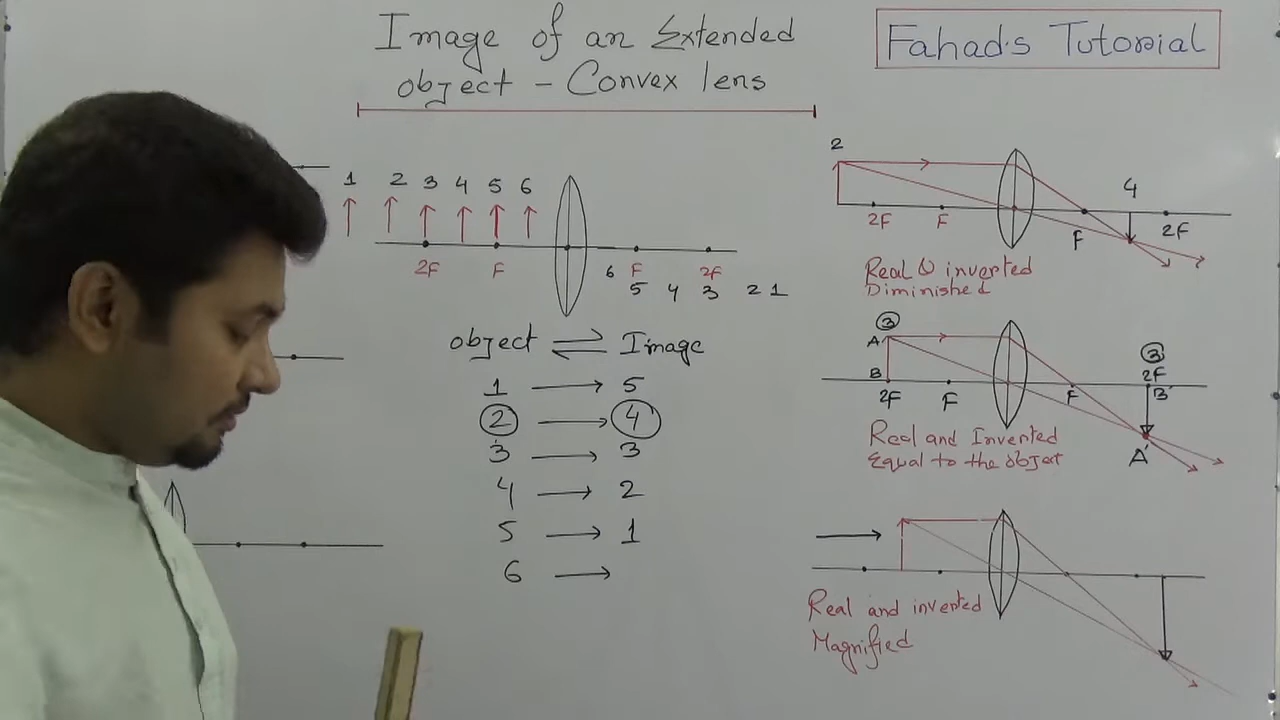 Image of an Extended
object - Convex lens
Fahad's Tutorial
1 2 3 4 5 6
2F F 6 F 2F
5 4 3 2 1
object ⇌ Image
1 → 5
2 → 4
3 → 3
4 → 2
5 → 1
6 →
2
4
2F F F 2F
Real & inverted
Diminished
3
A
3
2F
B
B'
2F F F
A'
Real and Inverted
Equal to the object
Real and inverted
Magnified